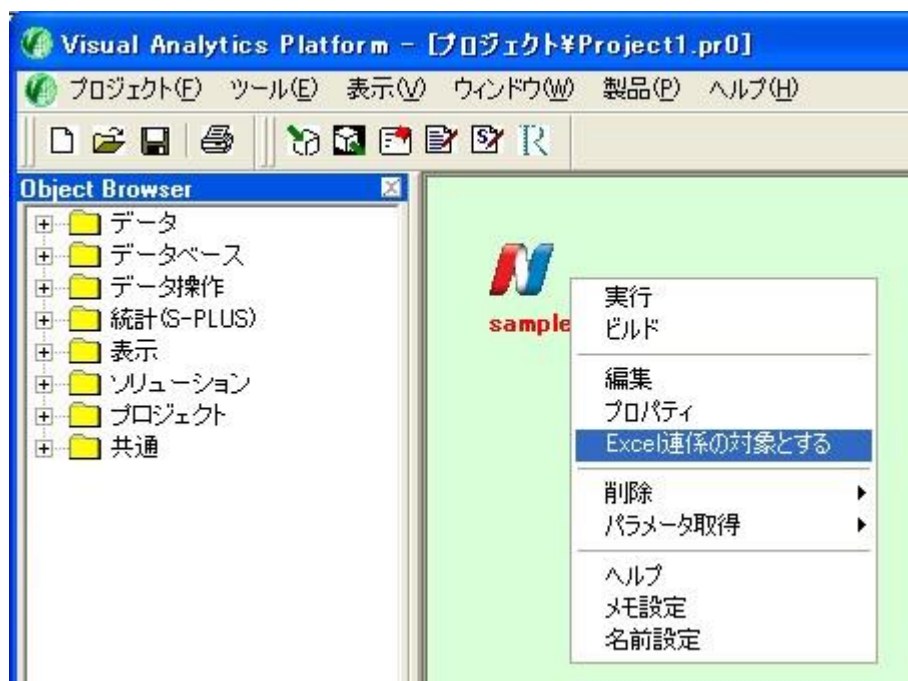 Visual Analytics Platform - [プロジェクト¥Project1.pr0]
プロジェクト(F) ツール(E) 表示(V) ウィンドウ(W) 製品(P) ヘルプ(H)
Object Browser
データ
データベース
データ操作
統計(S-PLUS)
表示
ソリューション
プロジェクト
共通
sample
実行
ビルド
編集
プロパティ
Excel連係の対象とする
削除
パラメータ取得
ヘルプ
メモ設定
名前設定